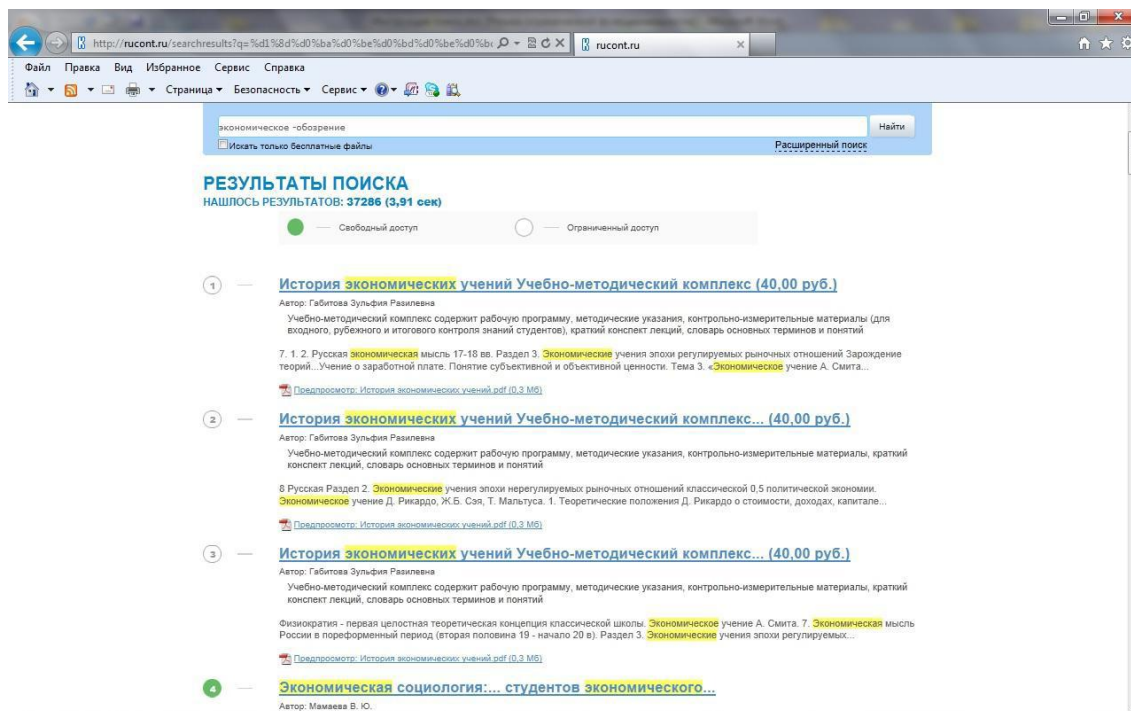 http://rucont.ru/searchresults?q=%d1%8d%d0%ba%d0%be%d0%bd%d0%be%d0%b
rucont.ru
Файл Правка Вид Избранное Сервис Справка
Страница Безопасность Сервис
экономическое -обозрение
Найти
Искать только бесплатные файлы
Расширенный поиск
РЕЗУЛЬТАТЫ ПОИСКА
НАШЛОСЬ РЕЗУЛЬТАТОВ: 37286 (3,91 сек)
— Свободный доступ — Ограниченный доступ
1 — История экономических учений Учебно-методический комплекс (40,00 руб.)
Автор: Габитова Зульфия Разилевна
Учебно-методический комплекс содержит рабочую программу, методические указания, контрольно-измерительные материалы (для
входного, рубежного и итогового контроля знаний студентов), краткий конспект лекций, словарь основных терминов и понятий
7. 1. 2. Русская экономическая мысль 17-18 вв. Раздел 3. Экономические учения эпохи регулируемых рыночных отношений Зарождение
теорий...Учение о заработной плате. Понятие субъективной и объективной ценности. Тема 3. «Экономическое учение А. Смита...
Предпросмотр: История экономических учений.pdf (0,3 Мб)
2 — История экономических учений Учебно-методический комплекс... (40,00 руб.)
Автор: Габитова Зульфия Разилевна
Учебно-методический комплекс содержит рабочую программу, методические указания, контрольно-измерительные материалы, краткий
конспект лекций, словарь основных терминов и понятий
8 Русская Раздел 2. Экономические учения эпохи нерегулируемых рыночных отношений классической 0,5 политической экономии.
Экономическое учение Д. Рикардо, Ж.Б. Сэя, Т. Мальтуса. 1. Теоретические положения Д. Рикардо о стоимости, доходах, капитале...
Предпросмотр: История экономических учений.pdf (0,3 Мб)
3 — История экономических учений Учебно-методический комплекс... (40,00 руб.)
Автор: Габитова Зульфия Разилевна
Учебно-методический комплекс содержит рабочую программу, методические указания, контрольно-измерительные материалы, краткий
конспект лекций, словарь основных терминов и понятий
Физиократия - первая целостная теоретическая концепция классической школы. Экономическое учение А. Смита. 7. Экономическая мысль
России в пореформенный период (вторая половина 19 - начало 20 в). Раздел 3. Экономические учения эпохи регулируемых...
Предпросмотр: История экономических учений.pdf (0,3 Мб)
4 — Экономическая социология:... студентов экономического...
Автор: Мамаева В. Ю.